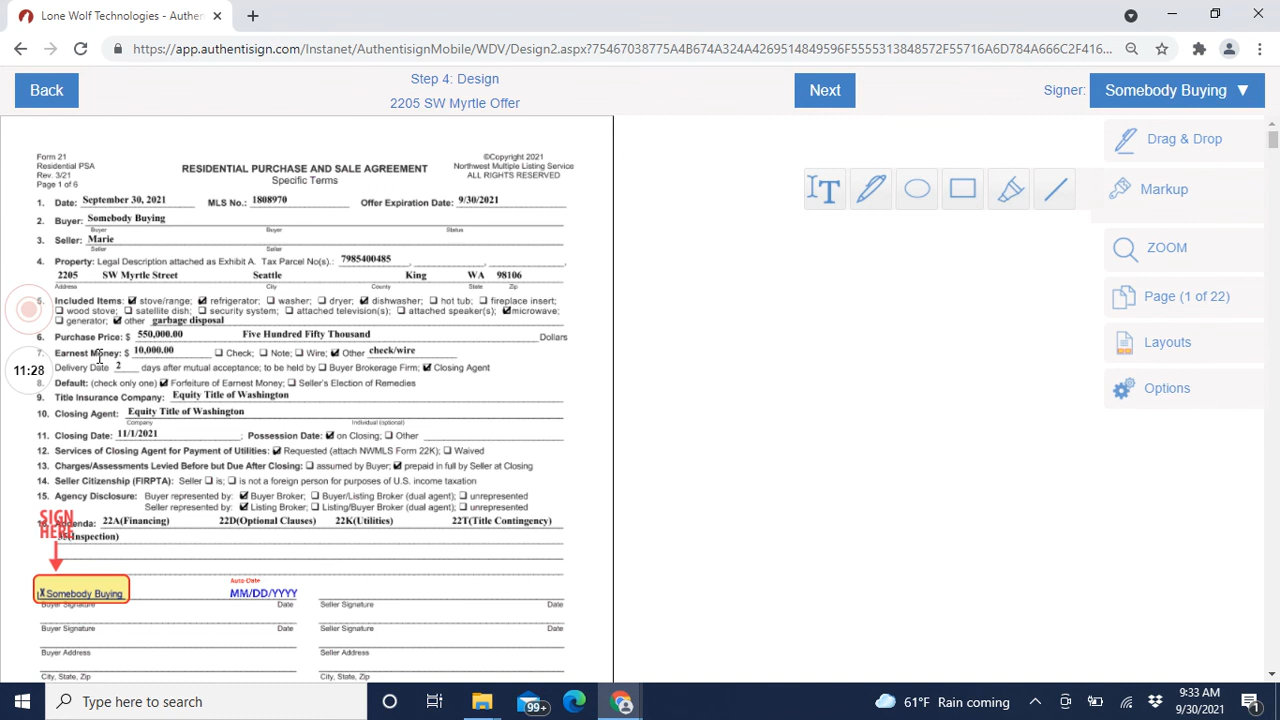 Lone Wolf Technologies
https://app.authentisign.com/Instanet/AuthentisignMobile/WDV/Design2.aspx?75467038775A4B674A324A4269514849596F5555313848572F55716A6D784A666C2F416...
Back
Step 4: Design
2205 SW Myrtle Offer
Next
Signer:
Somebody Buying ▼
Drag & Drop
Markup
ZOOM
Page (1 of 22)
Layouts
Options
T
Form 21
Residential PSA
Rev. 3/21
Page 1 of 6
RESIDENTIAL PURCHASE AND SALE AGREEMENT
Specific Terms
©Copyright 2021
Northwest Multiple Listing Service
ALL RIGHTS RESERVED
1. Date: September 30, 2021 MLS No.: 1808970 Offer Expiration Date: 9/30/2021
2. Buyer: Somebody Buying
Buyer Buyer Status
3. Seller: Marie
Seller Seller
4. Property: Legal Description attached as Exhibit A. Tax Parcel No(s).: 7985400485, , ,
2205 SW Myrtle Street Seattle King WA 98106
Address City County State Zip
5. Included Items: ☑ stove/range; ☑ refrigerator; ☐ washer; ☐ dryer; ☑ dishwasher; ☐ hot tub; ☐ fireplace insert;
☐ wood stove; ☐ satellite dish; ☐ security system; ☐ attached television(s); ☐ attached speaker(s); ☑ microwave;
☐ generator; ☑ other garbage disposal
6. Purchase Price: $ 550,000.00 Five Hundred Fifty Thousand Dollars
7. Earnest Money: $ 10,000.00 ☐ Check; ☐ Note; ☐ Wire; ☑ Other check/wire
Delivery Date 2 days after mutual acceptance; to be held by ☐ Buyer Brokerage Firm; ☑ Closing Agent
8. Default: (check only one) ☑ Forfeiture of Earnest Money; ☐ Seller's Election of Remedies
9. Title Insurance Company: Equity Title of Washington
10. Closing Agent: Equity Title of Washington
Company Individual (optional)
11. Closing Date: 11/1/2021 ; Possession Date: ☑ on Closing; ☐ Other
12. Services of Closing Agent for Payment of Utilities: ☑ Requested (attach NWMLS Form 22K); ☐ Waived
13. Charges/Assessments Levied Before but Due After Closing: ☐ assumed by Buyer; ☑ prepaid in full by Seller at Closing
14. Seller Citizenship (FIRPTA): Seller ☐ is; ☐ is not a foreign person for purposes of U.S. income taxation
15. Agency Disclosure: Buyer represented by: ☑ Buyer Broker; ☐ Buyer/Listing Broker (dual agent); ☐ unrepresented
Seller represented by: ☑ Listing Broker; ☐ Listing/Buyer Broker (dual agent); ☐ unrepresented
22A(Financing) 22D(Optional Clauses) 22K(Utilities) 22T(Title Contingency)
(Inspection)
SIGN
HERE
11:28
X Somebody Buying
Auto Date
MM/DD/YYYY
Buyer Signature Date Seller Signature Date
Buyer Signature Date Seller Signature Date
Buyer Address Seller Address
City, State, Zip City, State, Zip
Type here to search
99+
61°F Rain coming
9:33 AM
9/30/2021
1